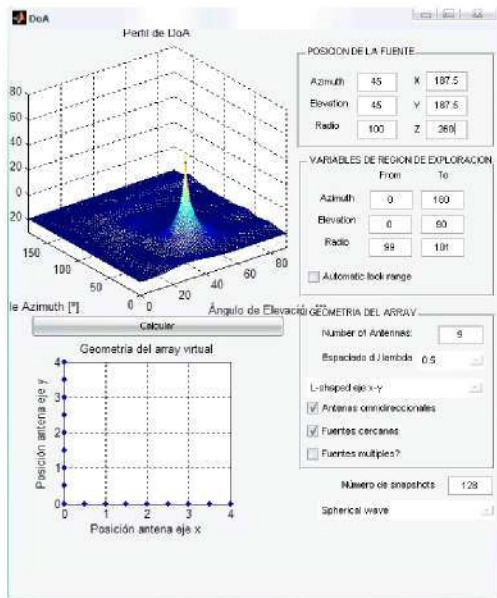 DoA
Perfil de DoA
80
60
40
20
0
20
150
100
50
0
0
20
40
60
80
le Azimuth [°]
Ángulo de Elevació
Calcular
Geometría del array virtual
Posición antena eje y
4
3
2
1
0
0
1
2
3
4
Posición antena eje x
POSICION DE LA FUENTE
Azimuth 45 X 187.5
Elevation 45 Y 187.5
Radio 100 Z 260
VARIABLES DE REGION DE EXPLORACION
From To
Azimuth 0 180
Elevation 0 90
Radio 99 101
Automatic look range
GEOMETRIA DEL ARRAY
Number of Antennas: 9
Espaciado d / lambda 0.5
L-shaped eje x-y
Antenas omnidireccionales
Fuentes cercanas
Fuentes multiples?
Número de snapshots 128
Spherical wave